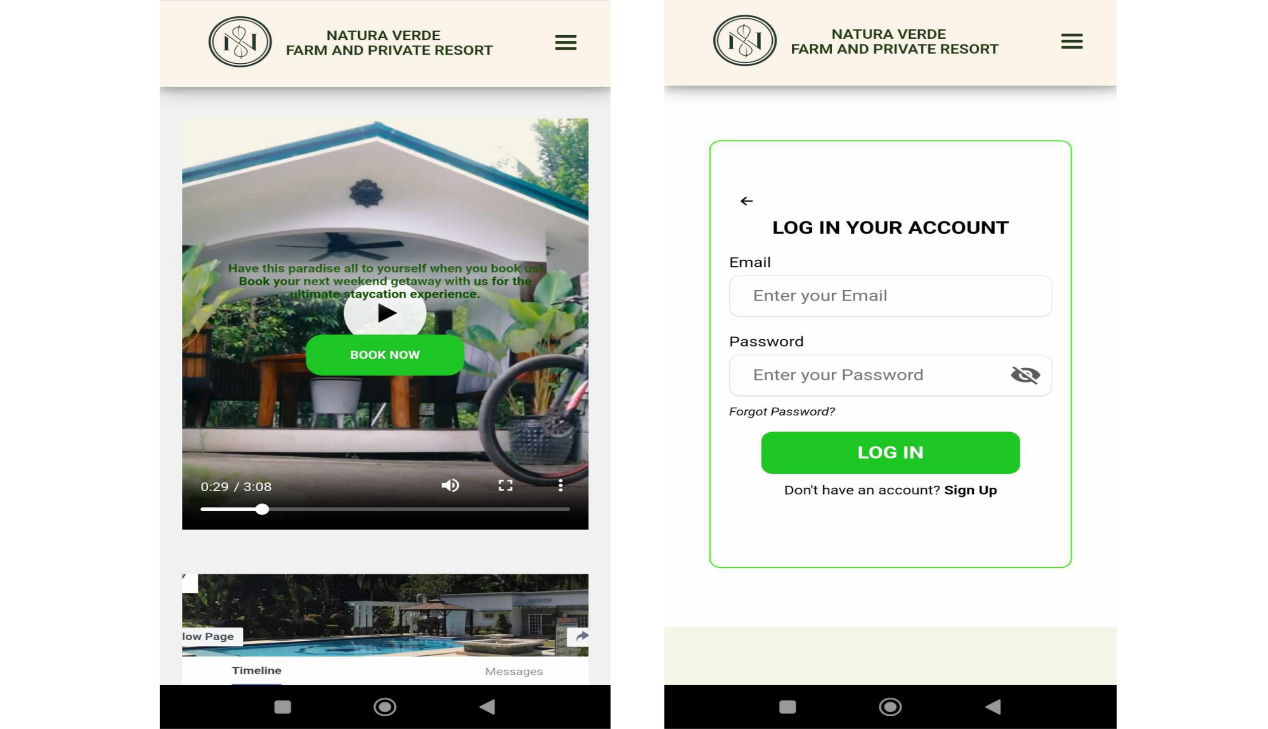 NATURA VERDE
FARM AND PRIVATE RESORT
Have this paradise all to yourself when you book us!
Book your next weekend getaway with us for the
ultimate staycation experience.
BOOK NOW
0:29 / 3:08
low Page
Timeline
Messages
NATURA VERDE
FARM AND PRIVATE RESORT
LOG IN YOUR ACCOUNT
Email
Enter your Email
Password
Enter your Password
Forgot Password?
LOG IN
Don't have an account? Sign Up